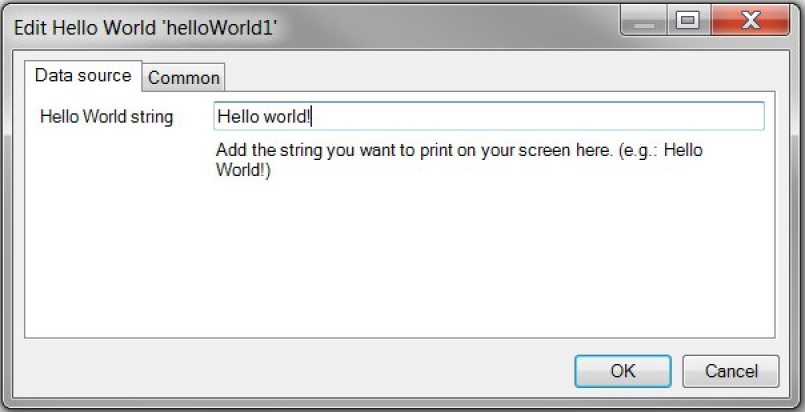 Edit Hello World 'helloWorld1'
Data source Common
Hello World string Hello world!
Add the string you want to print on your screen here. (e.g.: Hello
World!)
OK Cancel